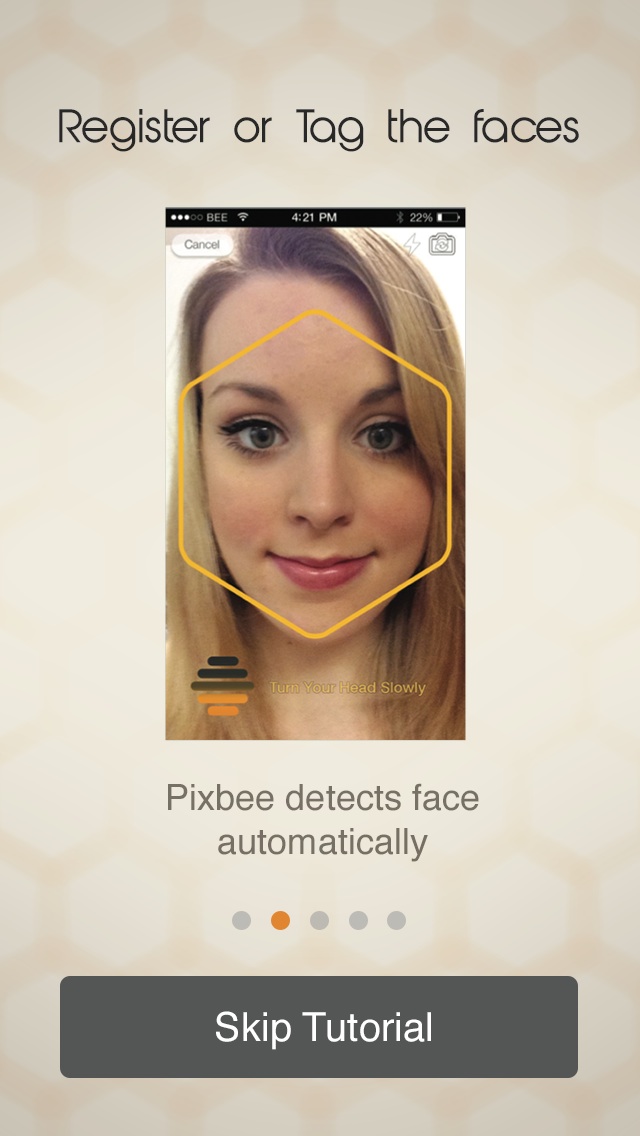 Register or Tag the faces
BEE 4:21 PM 22%
Cancel
Turn Your Head Slowly
Pixbee detects face
automatically
Skip Tutorial